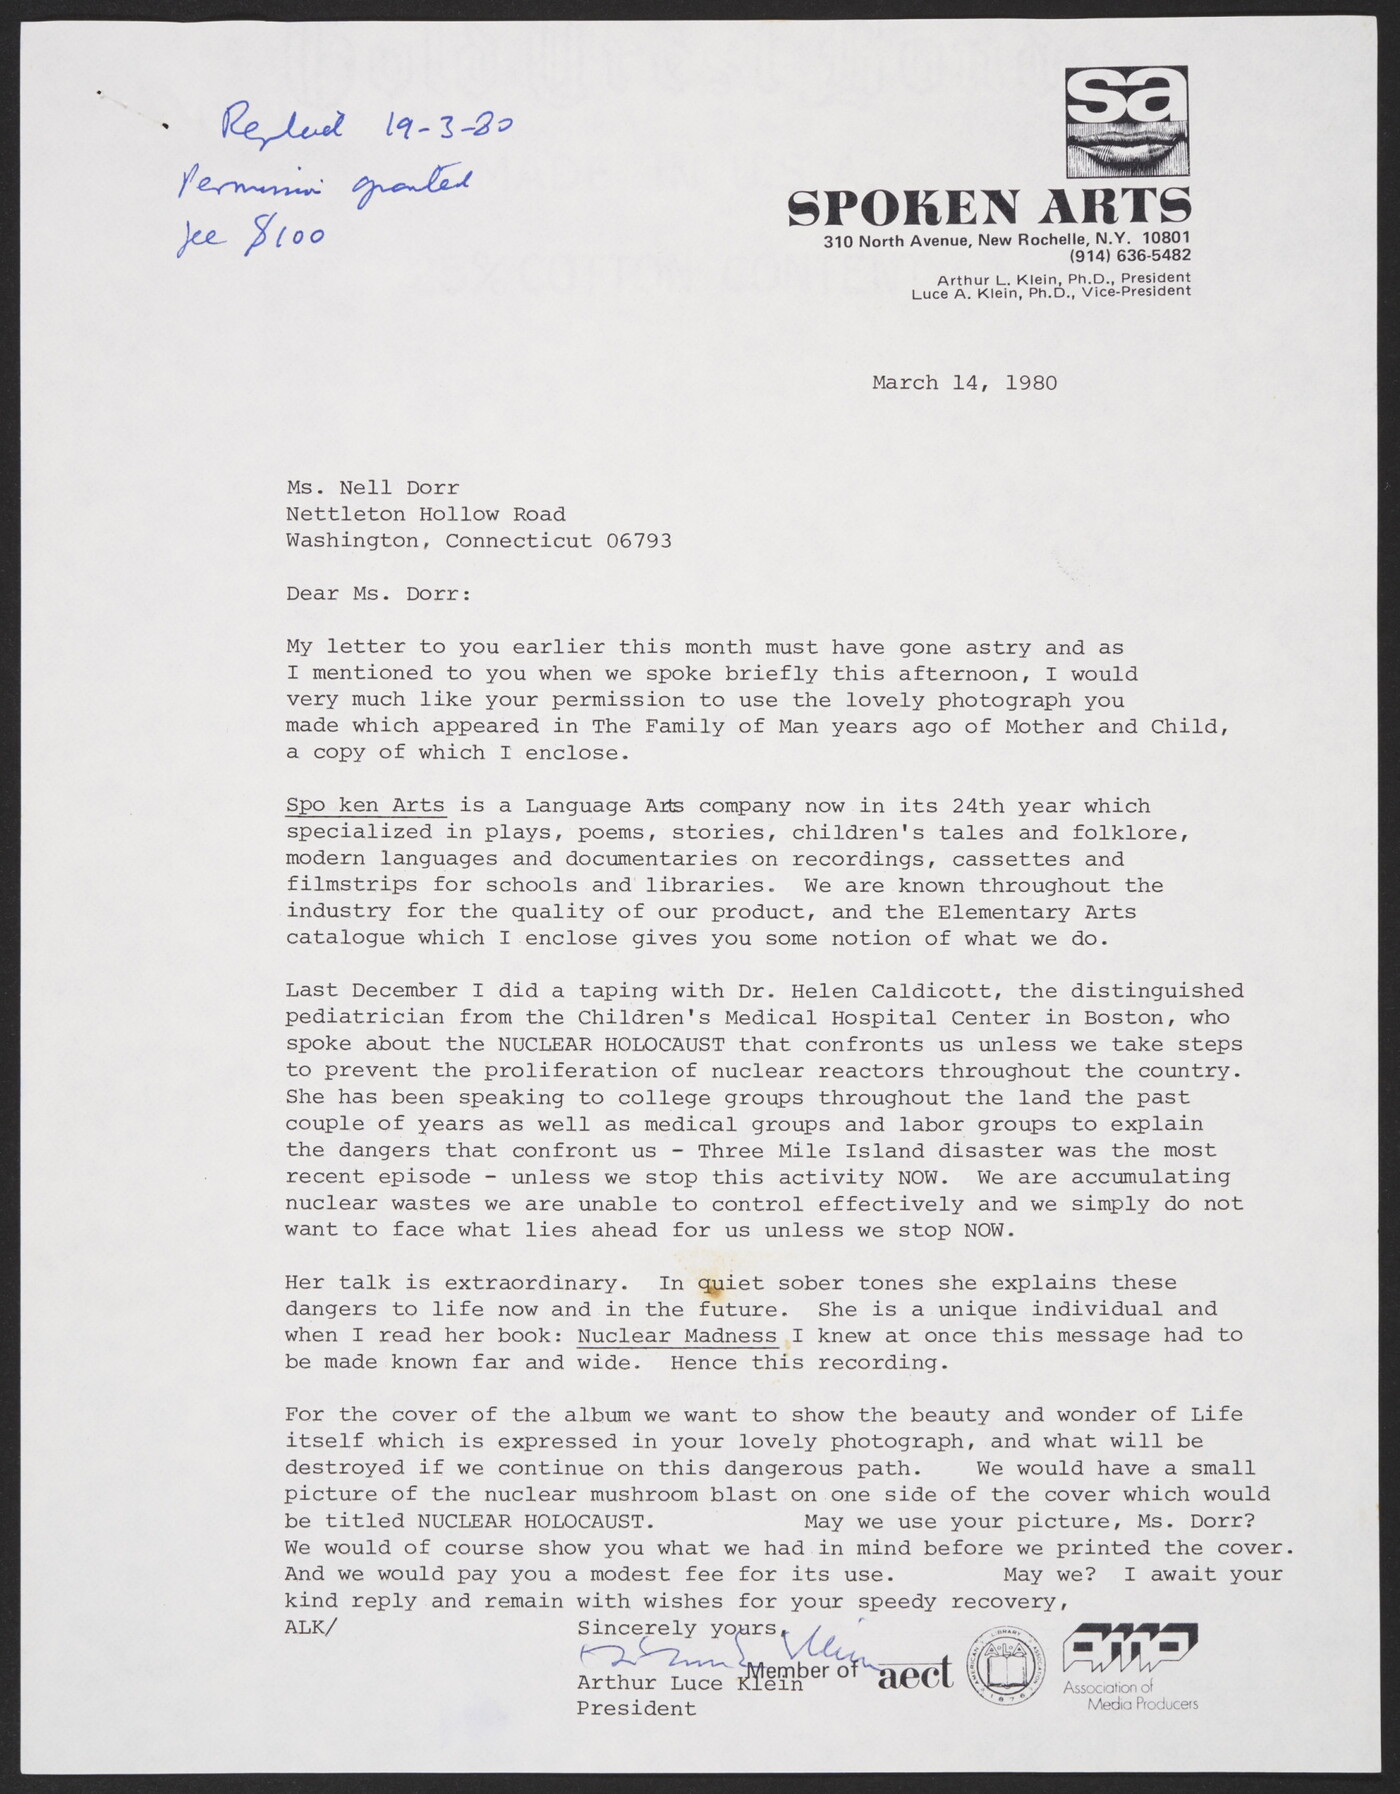 Replied 19-3-80
Permission granted
fee $100
sa
SPOKEN ARTS
310 North Avenue, New Rochelle, N.Y. 10801
(914) 636-5482
Arthur L. Klein, Ph.D., President
Luce A. Klein, Ph.D., Vice-President
March 14, 1980
Ms. Nell Dorr
Nettleton Hollow Road
Washington, Connecticut 06793
Dear Ms. Dorr:
My letter to you earlier this month must have gone astry and as
I mentioned to you when we spoke briefly this afternoon, I would
very much like your permission to use the lovely photograph you
made which appeared in The Family of Man years ago of Mother and Child,
a copy of which I enclose.
Spo ken Arts is a Language Arts company now in its 24th year which
specialized in plays, poems, stories, children's tales and folklore,
modern languages and documentaries on recordings, cassettes and
filmstrips for schools and libraries. We are known throughout the
industry for the quality of our product, and the Elementary Arts
catalogue which I enclose gives you some notion of what we do.
Last December I did a taping with Dr. Helen Caldicott, the distinguished
pediatrician from the Children's Medical Hospital Center in Boston, who
spoke about the NUCLEAR HOLOCAUST that confronts us unless we take steps
to prevent the proliferation of nuclear reactors throughout the country.
She has been speaking to college groups throughout the land the past
couple of years as well as medical groups and labor groups to explain
the dangers that confront us - Three Mile Island disaster was the most
recent episode - unless we stop this activity NOW. We are accumulating
nuclear wastes we are unable to control effectively and we simply do not
want to face what lies ahead for us unless we stop NOW.
Her talk is extraordinary. In quiet sober tones she explains these
dangers to life now and in the future. She is a unique individual and
when I read her book: Nuclear Madness I knew at once this message had to
be made known far and wide. Hence this recording.
For the cover of the album we want to show the beauty and wonder of Life
itself which is expressed in your lovely photograph, and what will be
destroyed if we continue on this dangerous path. We would have a small
picture of the nuclear mushroom blast on one side of the cover which would
be titled NUCLEAR HOLOCAUST. May we use your picture, Ms. Dorr?
We would of course show you what we had in mind before we printed the cover.
And we would pay you a modest fee for its use. May we? I await your
kind reply and remain with wishes for your speedy recovery,
ALK/ Sincerely yours,
Arthur Luce Klein
President
Member of aect
AMERICAN LIBRARY ASSOCIATION 1876
amp
Association of
Media Producers